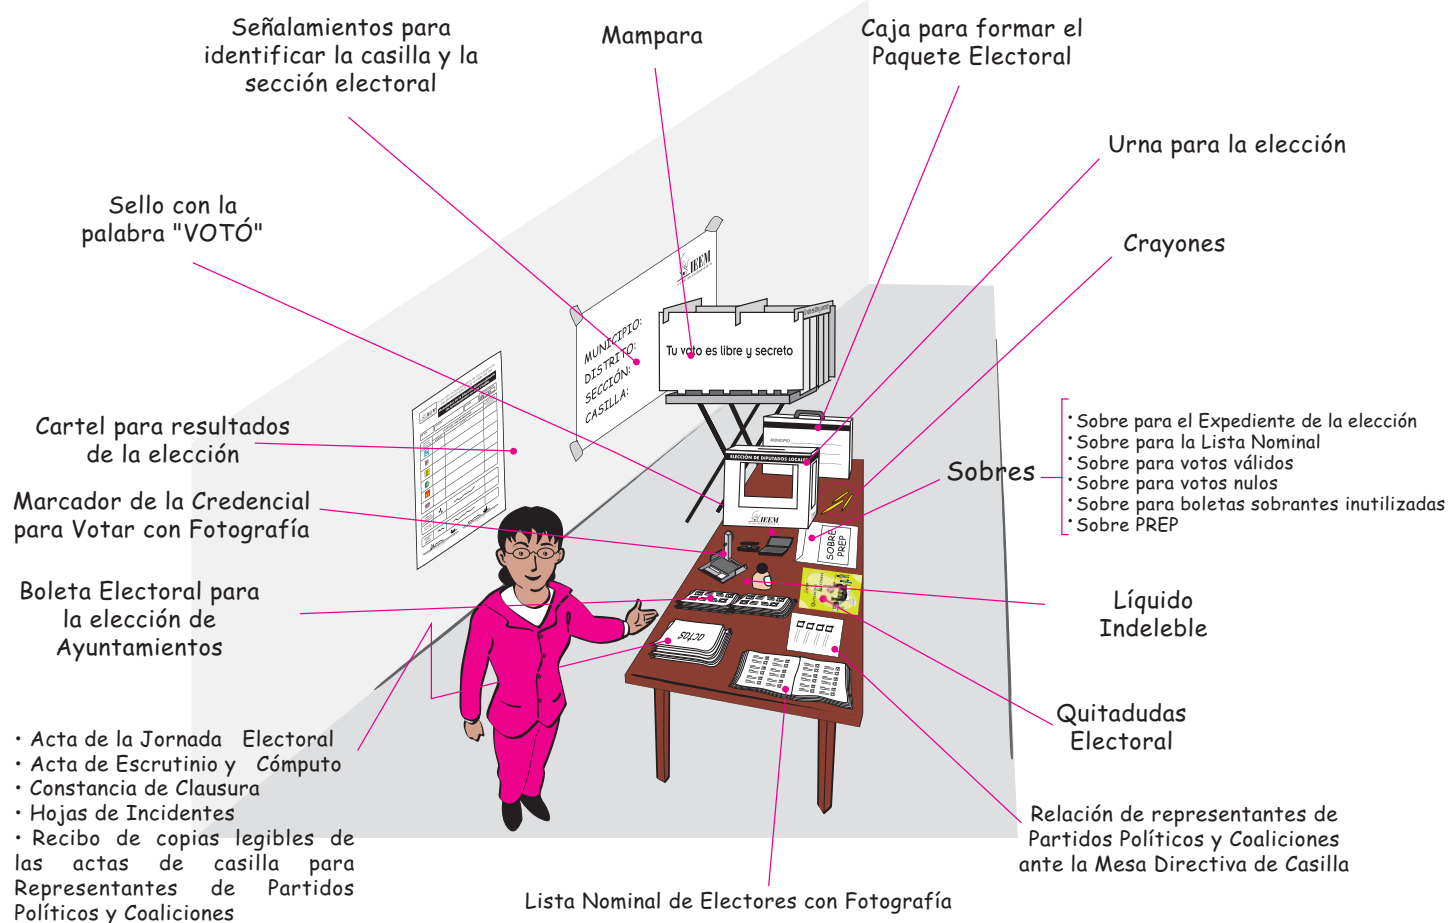 Señalamientos para
identificar la casilla y la
sección electoral
Mampara
Caja para formar el
Paquete Electoral
Urna para la elección
Sello con la
palabra "VOTÓ"
Crayones
IEEM
MUNICIPIO:
DISTRITO:
SECCIÓN:
CASILLA:
Tu voto es libre y secreto
Cartel para resultados
de la elección
MUNICIPIO
ELECCIÓN DE DIPUTADOS LOCALES
IEEM
Sobres
· Sobre para el Expediente de la elección
· Sobre para la Lista Nominal
· Sobre para votos válidos
· Sobre para votos nulos
· Sobre para boletas sobrantes inutilizadas
· Sobre PREP
Marcador de la Credencial
para Votar con Fotografía
SOBRE
PREP
Boleta Electoral para
la elección de
Ayuntamientos
Líquido
Indeleble
actas
Quitadudas
Electoral
· Acta de la Jornada Electoral
· Acta de Escrutinio y Cómputo
· Constancia de Clausura
· Hojas de Incidentes
· Recibo de copias legibles de
las actas de casilla para
Representantes de Partidos
Políticos y Coaliciones
Relación de representantes de
Partidos Políticos y Coaliciones
ante la Mesa Directiva de Casilla
Lista Nominal de Electores con Fotografía